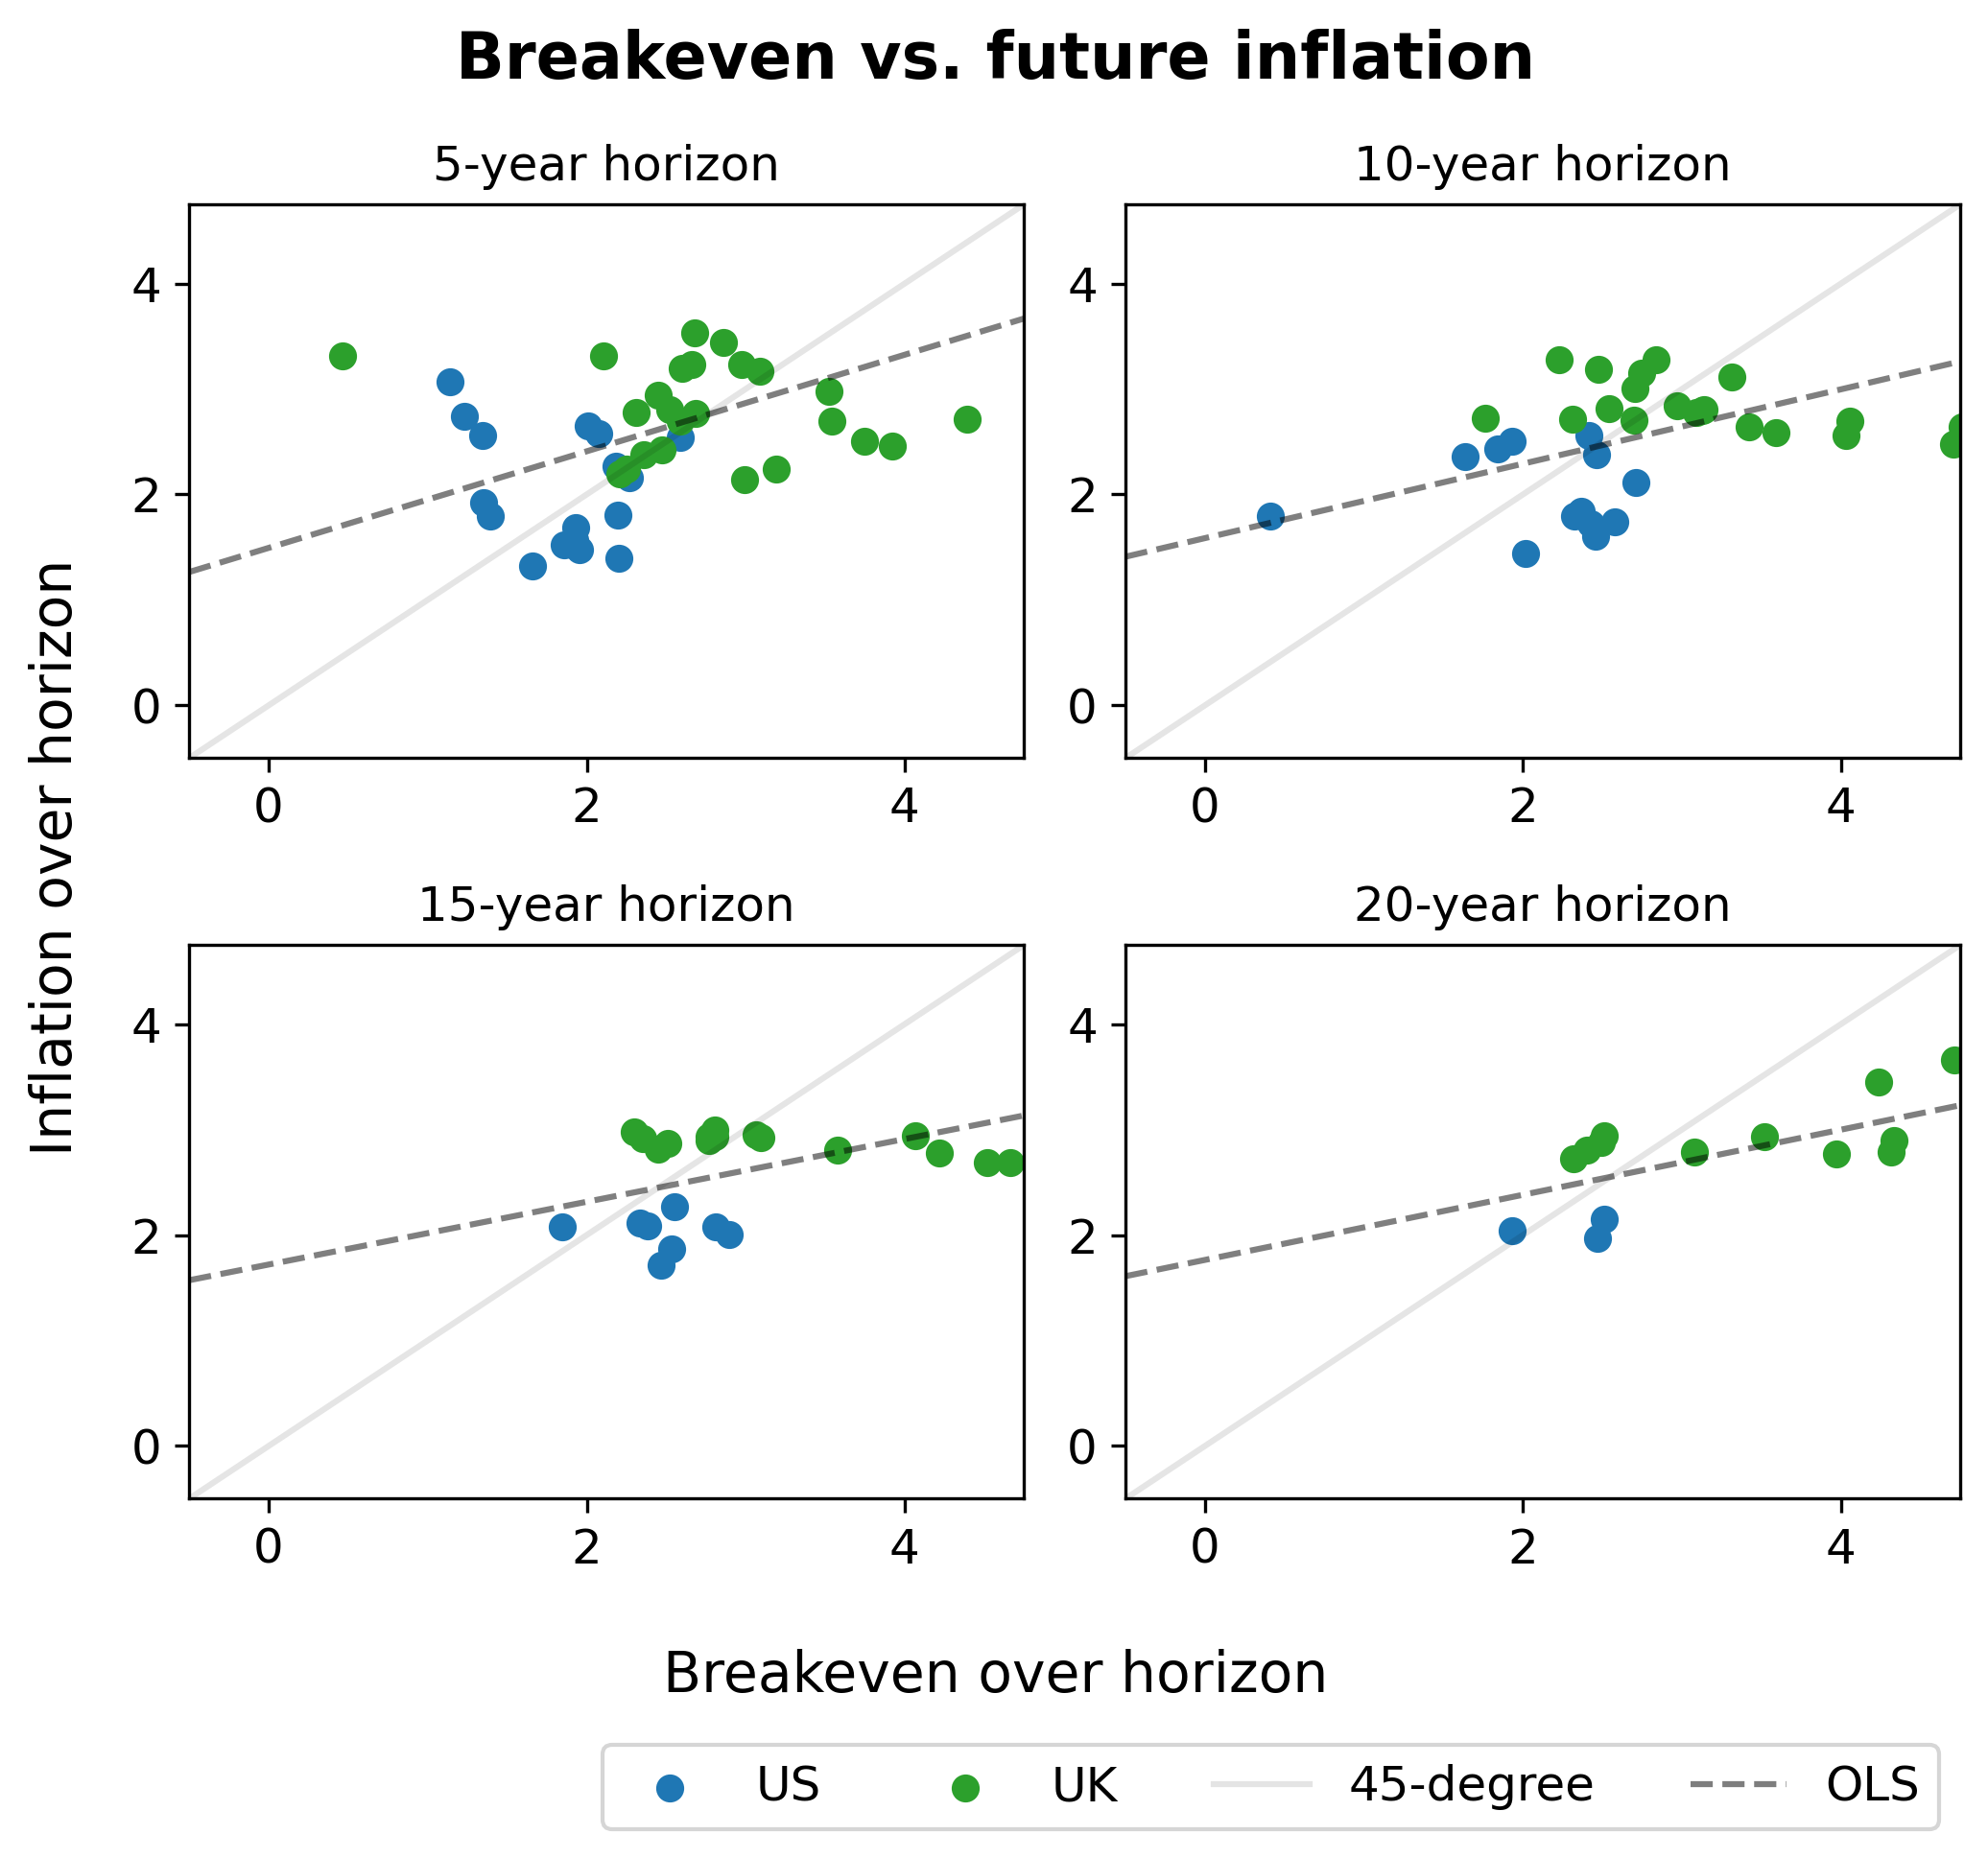 Breakeven vs. future inflation
5-year horizon
10-year horizon
4
2
0
0 2 4
4
2
0
0 2 4
Inflation over horizon
15-year horizon
20-year horizon
4
2
0
0 2 4
4
2
0
0 2 4
Breakeven over horizon
US UK 45-degree OLS